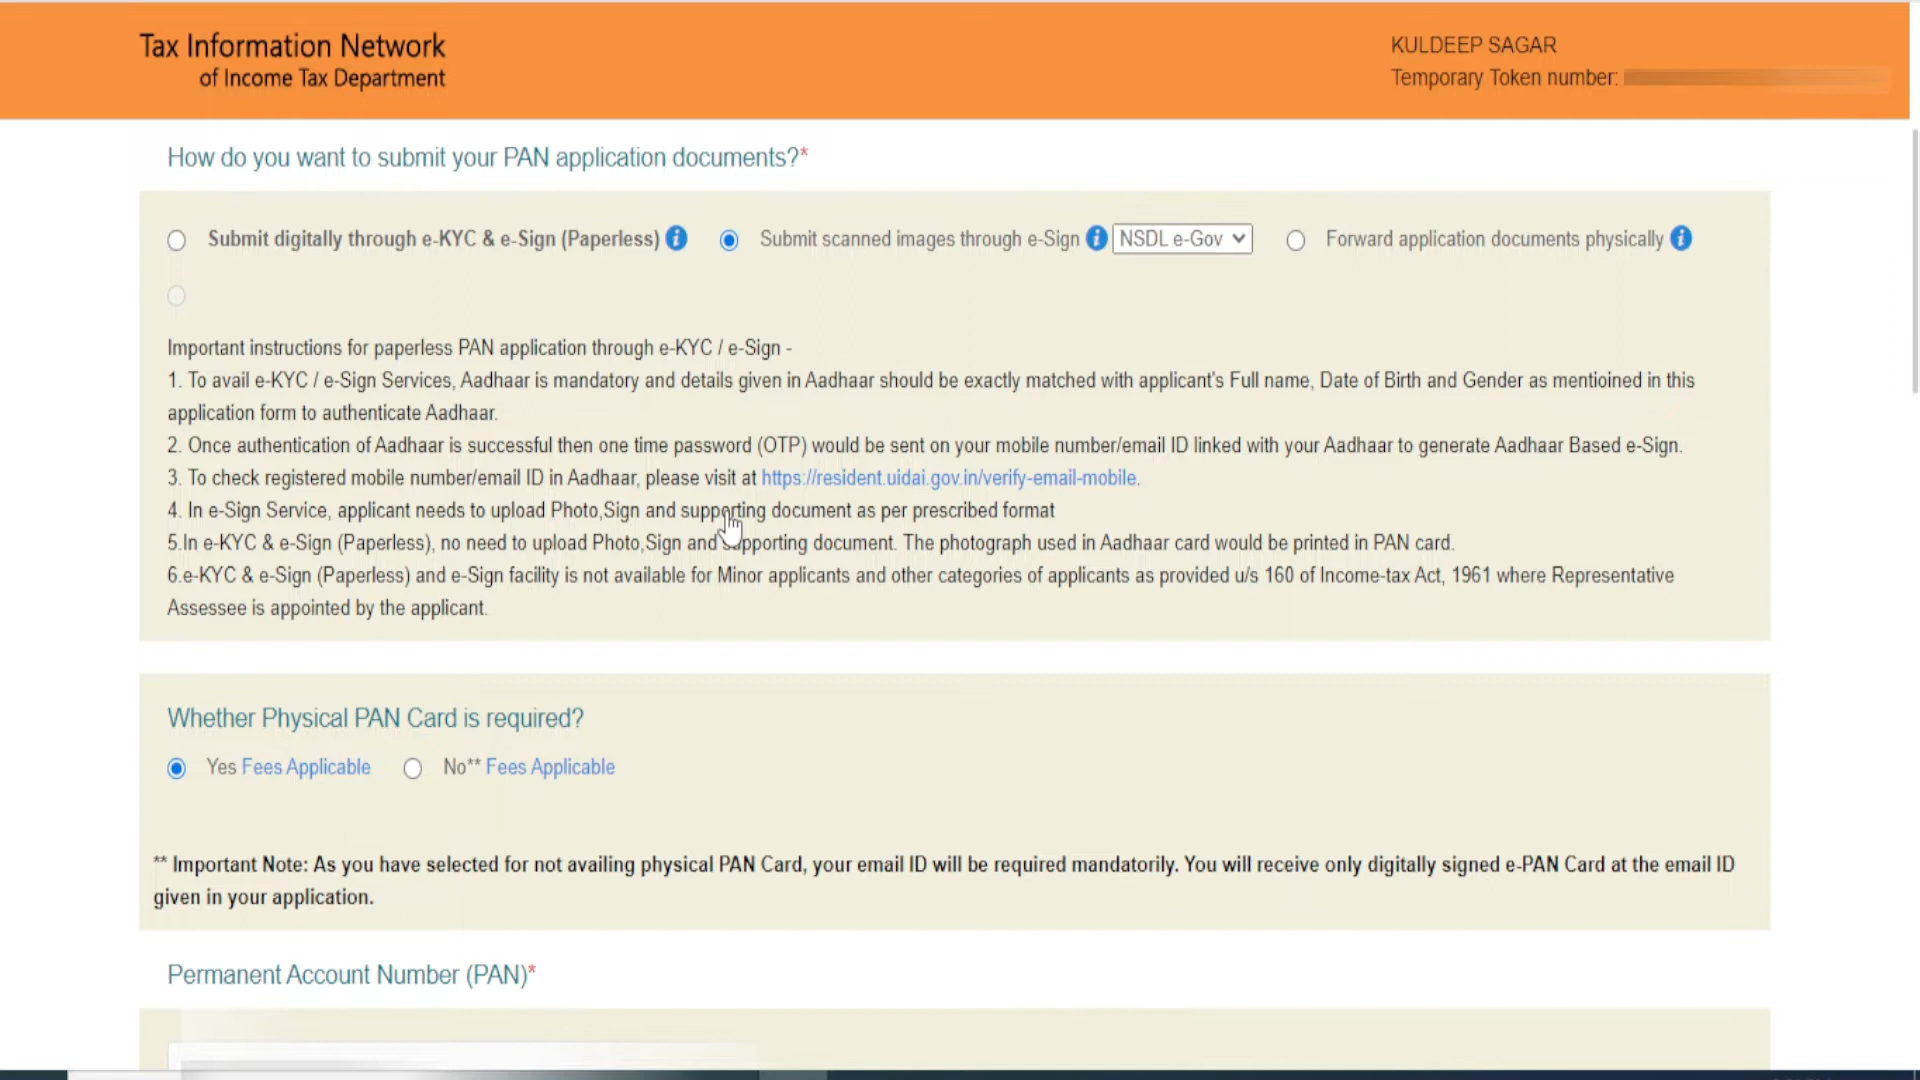 Tax Information Network
of Income Tax Department
KULDEEP SAGAR
Temporary Token number:
How do you want to submit your PAN application documents?*
Submit digitally through e-KYC & e-Sign (Paperless) i Submit scanned images through e-Sign i NSDL e-Gov Forward application documents physically i
Important instructions for paperless PAN application through e-KYC / e-Sign -
1. To avail e-KYC / e-Sign Services, Aadhaar is mandatory and details given in Aadhaar should be exactly matched with applicant's Full name, Date of Birth and Gender as mentioined in this
application form to authenticate Aadhaar.
2. Once authentication of Aadhaar is successful then one time password (OTP) would be sent on your mobile number/email ID linked with your Aadhaar to generate Aadhaar Based e-Sign.
3. To check registered mobile number/email ID in Aadhaar, please visit at https://resident.uidai.gov.in/verify-email-mobile.
4. In e-Sign Service, applicant needs to upload Photo,Sign and supporting document as per prescribed format
5.In e-KYC & e-Sign (Paperless), no need to upload Photo,Sign and supporting document. The photograph used in Aadhaar card would be printed in PAN card.
6.e-KYC & e-Sign (Paperless) and e-Sign facility is not available for Minor applicants and other categories of applicants as provided u/s 160 of Income-tax Act, 1961 where Representative
Assessee is appointed by the applicant.
Whether Physical PAN Card is required?
Yes Fees Applicable No** Fees Applicable
** Important Note: As you have selected for not availing physical PAN Card, your email ID will be required mandatorily. You will receive only digitally signed e-PAN Card at the email ID
given in your application.
Permanent Account Number (PAN)*